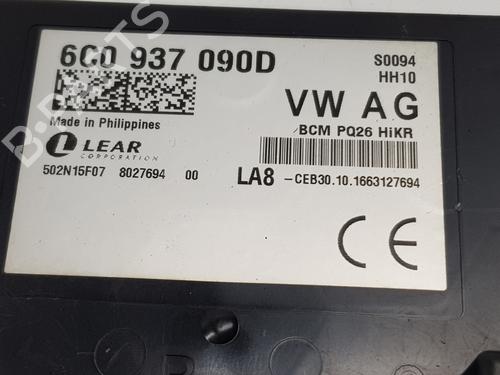 6C0 937 090D
S0094
HH10
VW AG
Made in Philippines
BCM PQ26 HiKR
LEAR
CORPORATION
502N15F07 8027694 00
LA8 -CEB30.10.1663127694
CE
B-PARTS